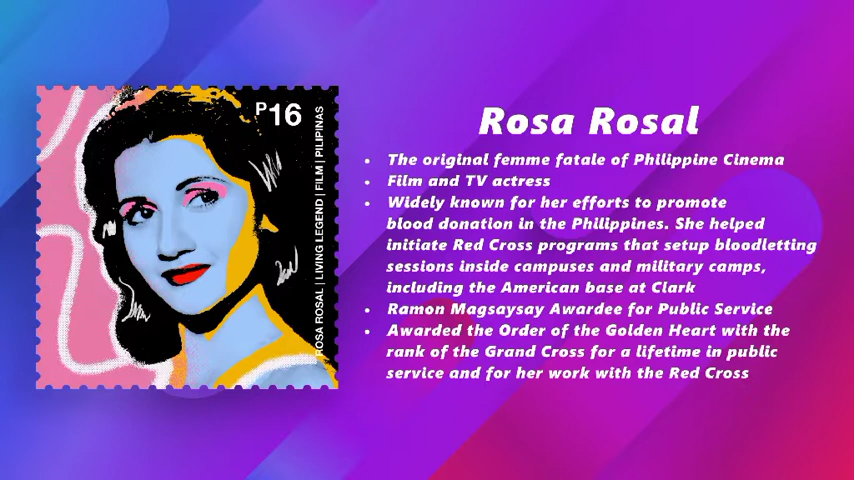 P16
ROSA ROSAL | LIVING LEGEND | FILM | PILIPINAS
Rosa Rosal
• The original femme fatale of Philippine Cinema
• Film and TV actress
• Widely known for her efforts to promote
blood donation in the Philippines. She helped
initiate Red Cross programs that setup bloodletting
sessions inside campuses and military camps,
including the American base at Clark
• Ramon Magsaysay Awardee for Public Service
• Awarded the Order of the Golden Heart with the
rank of the Grand Cross for a lifetime in public
service and for her work with the Red Cross